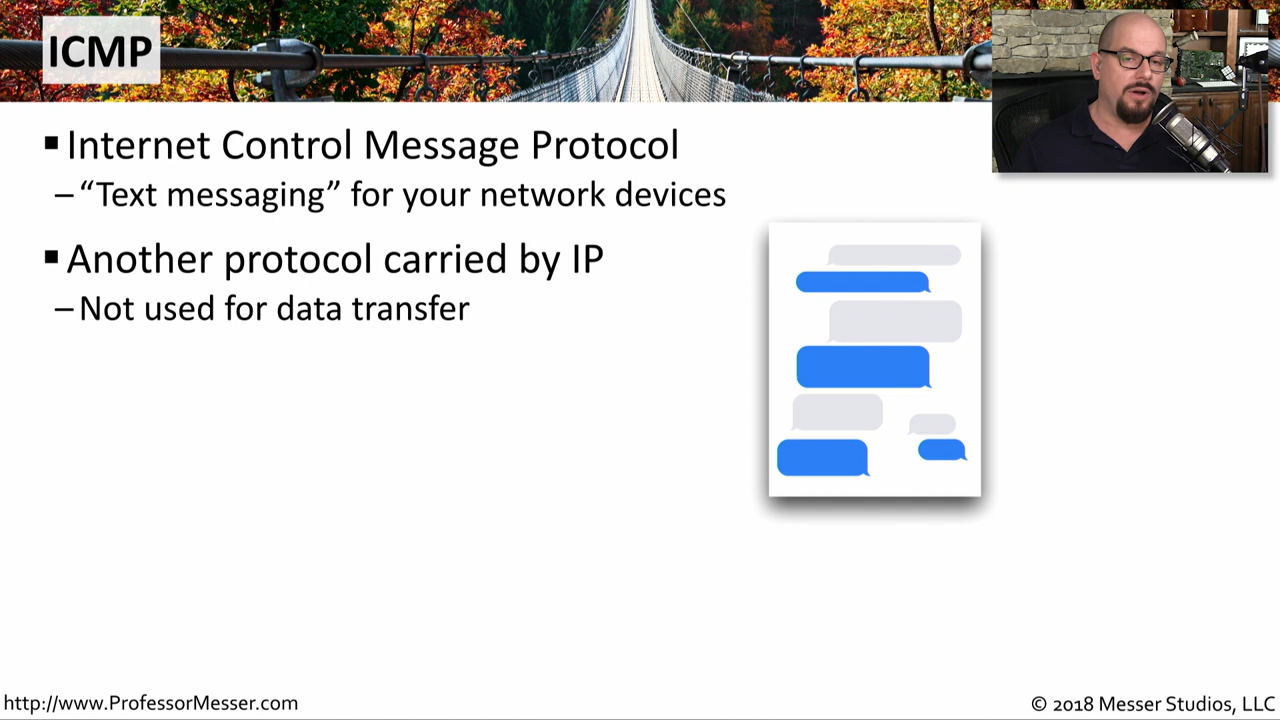 ICMP
▪ Internet Control Message Protocol
– “Text messaging” for your network devices
▪ Another protocol carried by IP
– Not used for data transfer
http://www.ProfessorMesser.com
© 2018 Messer Studios, LLC